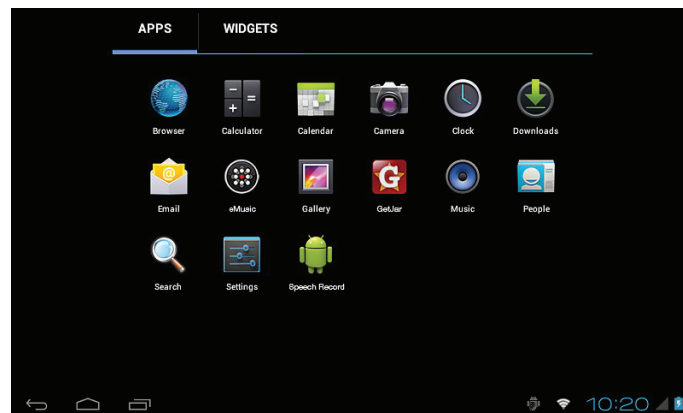 APPS WIDGETS
Browser Calculator Calendar Camera Clock Downloads
Email eMusic Gallery GetJar Music People
Search Settings Speech Record
10:20